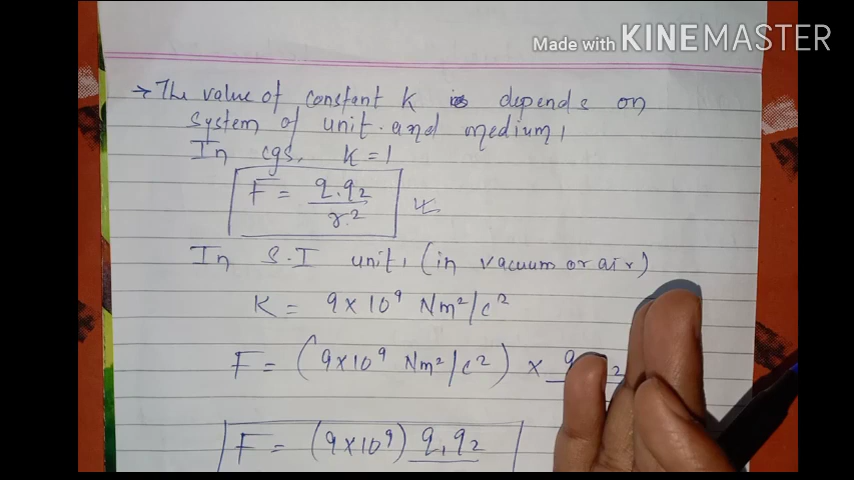 Made with KINEMASTER
→ The value of constant K is depends on
system of unit and medium,
In cgs, K = 1
F = q1q2
r²
In S.I unit, (in vacuum or air)
K = 9×10⁹ Nm²/c²
F = (9×10⁹ Nm²/c²) × q 2
F = (9×10⁹) q1q2